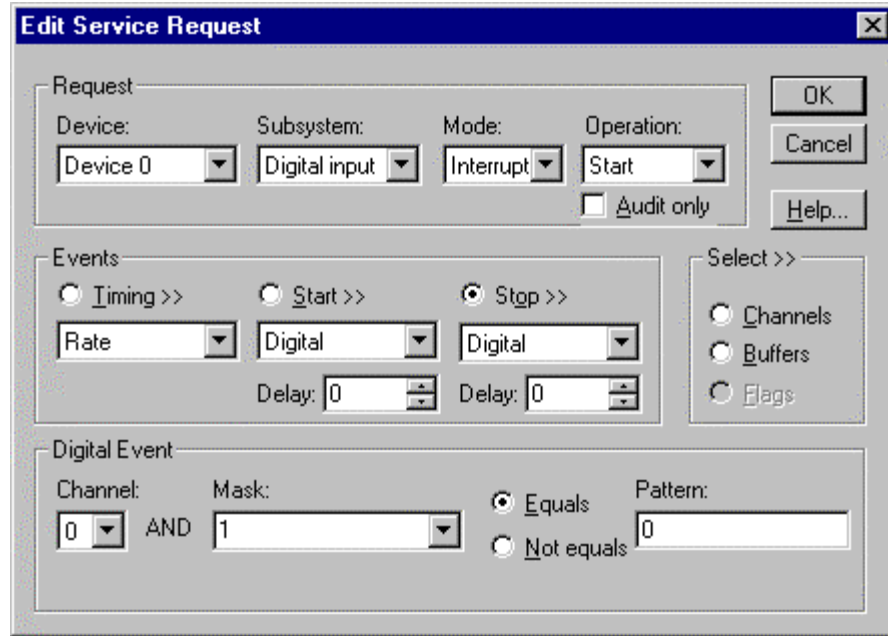 Edit Service Request
Request
OK
Device: Subsystem: Mode: Operation:
Device 0 Digital input Interrupt Start
Cancel
Audit only
Help...
Events
Select >>
Timing >> Start >> Stop >>
Rate Digital Digital
Channels
Buffers
Delay: 0 Delay: 0
Flags
Digital Event
Channel: Mask: Pattern:
Equals
0 AND 1 0
Not equals